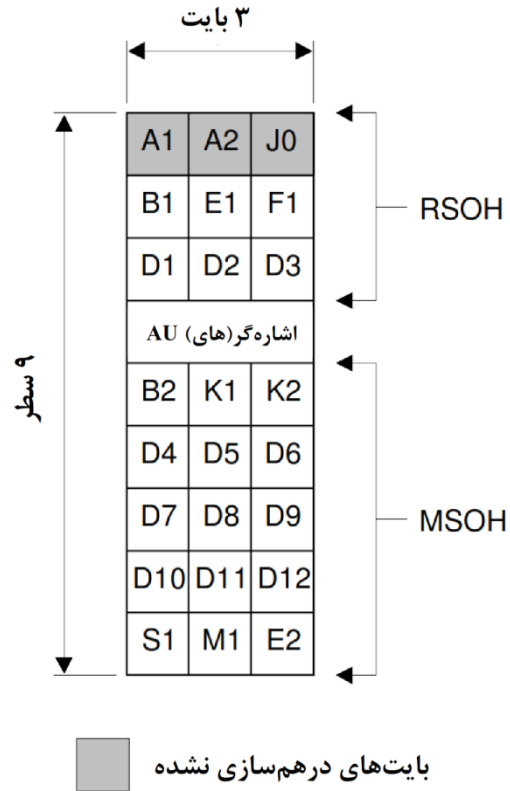 ۳ بایت
A1 A2 J0
B1 E1 F1
RSOH
D1 D2 D3
اشاره‌گر(های) AU
۹ سطر
B2 K1 K2
D4 D5 D6
D7 D8 D9
MSOH
D10 D11 D12
S1 M1 E2
بایت‌های درهم‌سازی نشده